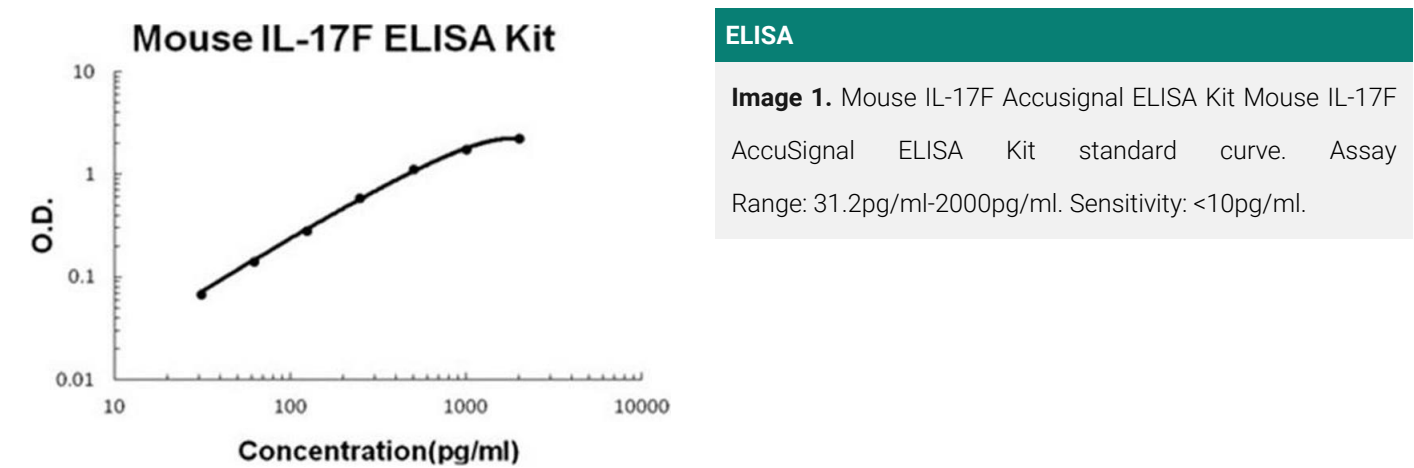 Mouse IL-17F ELISA Kit
10
1
0.1
0.01
O.D.
10
100
1000
10000
Concentration(pg/ml)
ELISA
Image 1. Mouse IL-17F Accusignal ELISA Kit Mouse IL-17F
AccuSignal ELISA Kit standard curve. Assay
Range: 31.2pg/ml-2000pg/ml. Sensitivity: <10pg/ml.